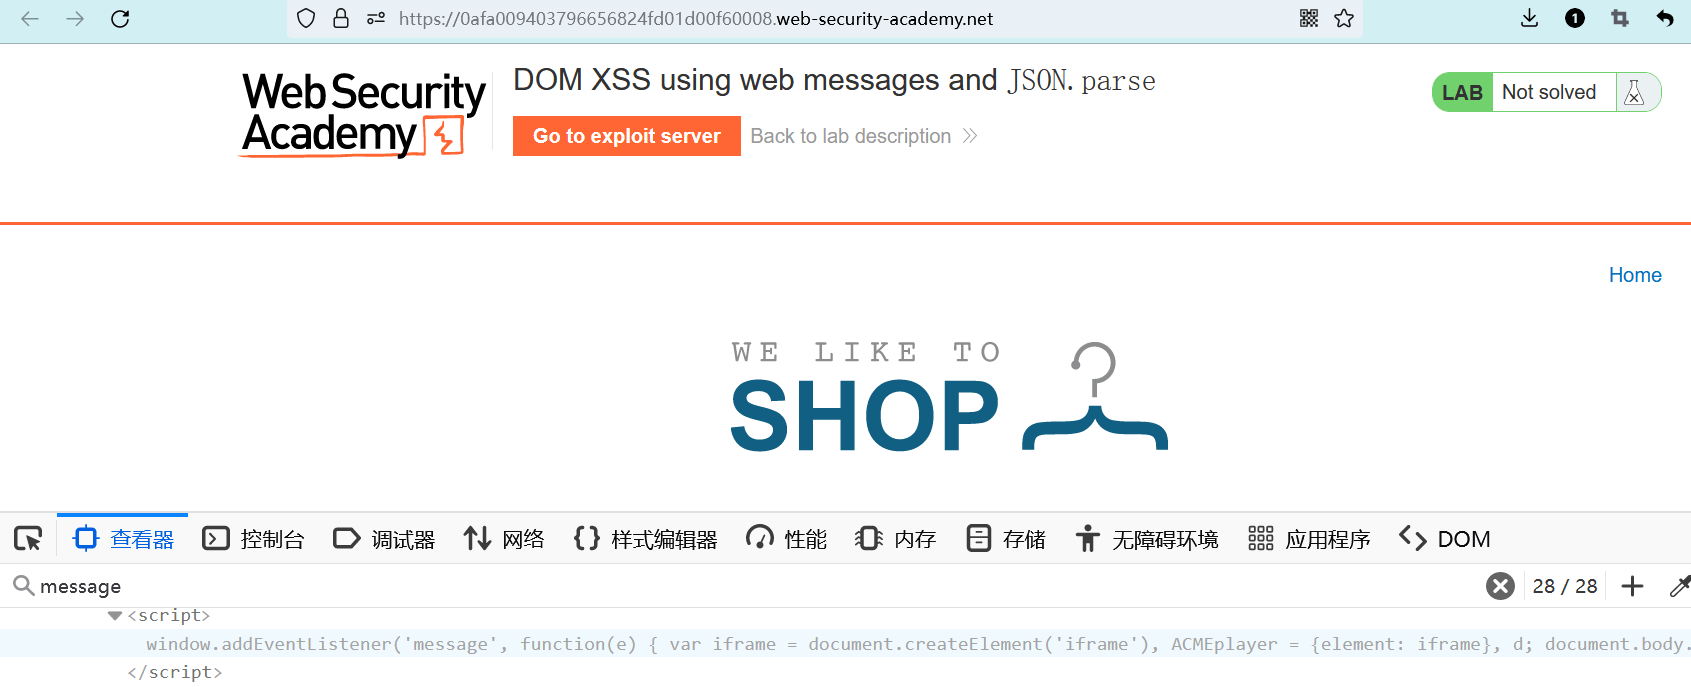 https://0afa009403796656824fd01d00f60008.web-security-academy.net
1
WebSecurity
Academy
DOM XSS using web messages and JSON.parse
LAB Not solved
Go to exploit server Back to lab description
Home
WE LIKE TO
SHOP
查看器 控制台 调试器 网络 样式编辑器 性能 内存 存储 无障碍环境 应用程序 DOM
message 28 / 28
<script>
window.addEventListener('message', function(e) { var iframe = document.createElement('iframe'), ACMEplayer = {element: iframe}, d; document.body.
</script>